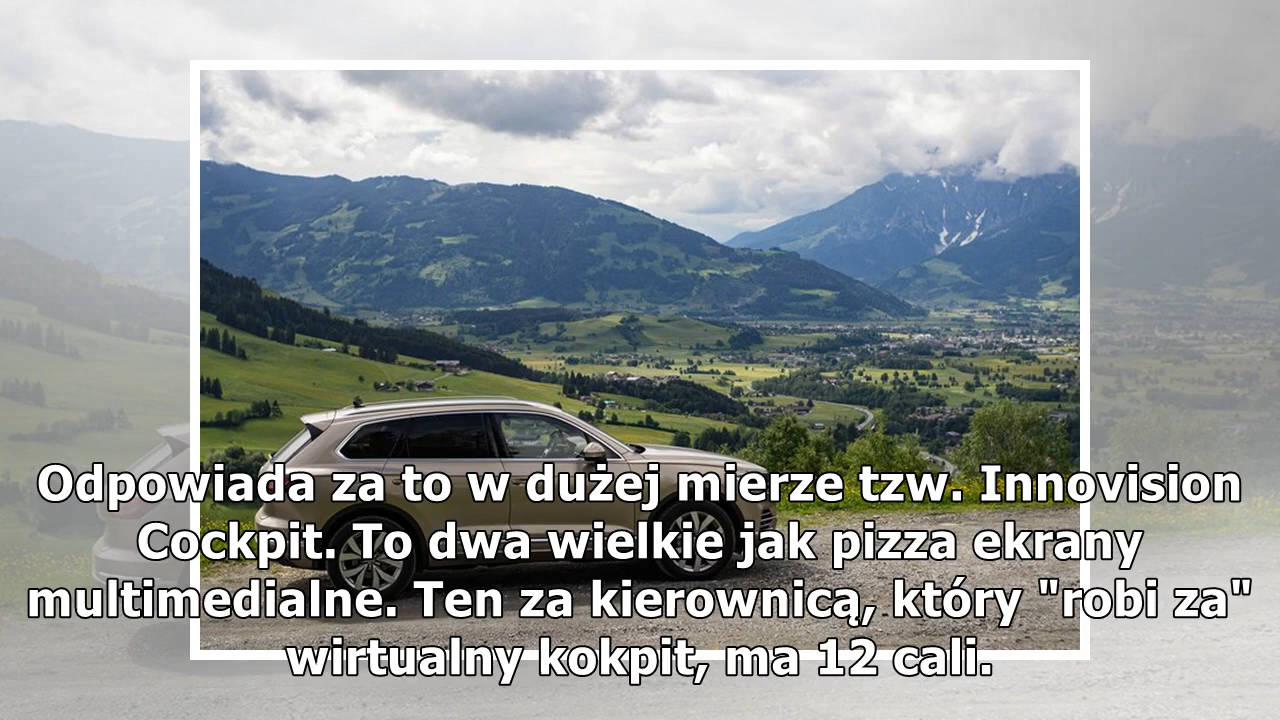 Odpowiada za to w dużej mierze tzw. Innovision
Cockpit. To dwa wielkie jak pizza ekrany
multimedialne. Ten za kierownicą, który "robi za"
wirtualny kokpit, ma 12 cali.